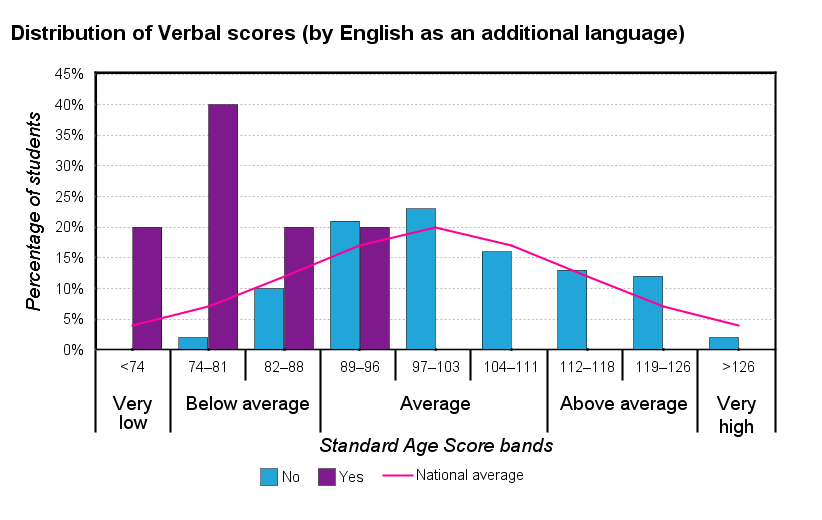 Distribution of Verbal scores (by English as an additional language)
45%
40%
35%
30%
25%
20%
15%
10%
5%
0%
Percentage of students
<74 74–81 82–88 89–96 97–103 104–111 112–118 119–126 >126
Very low Below average Average Above average Very high
Standard Age Score bands
No Yes National average